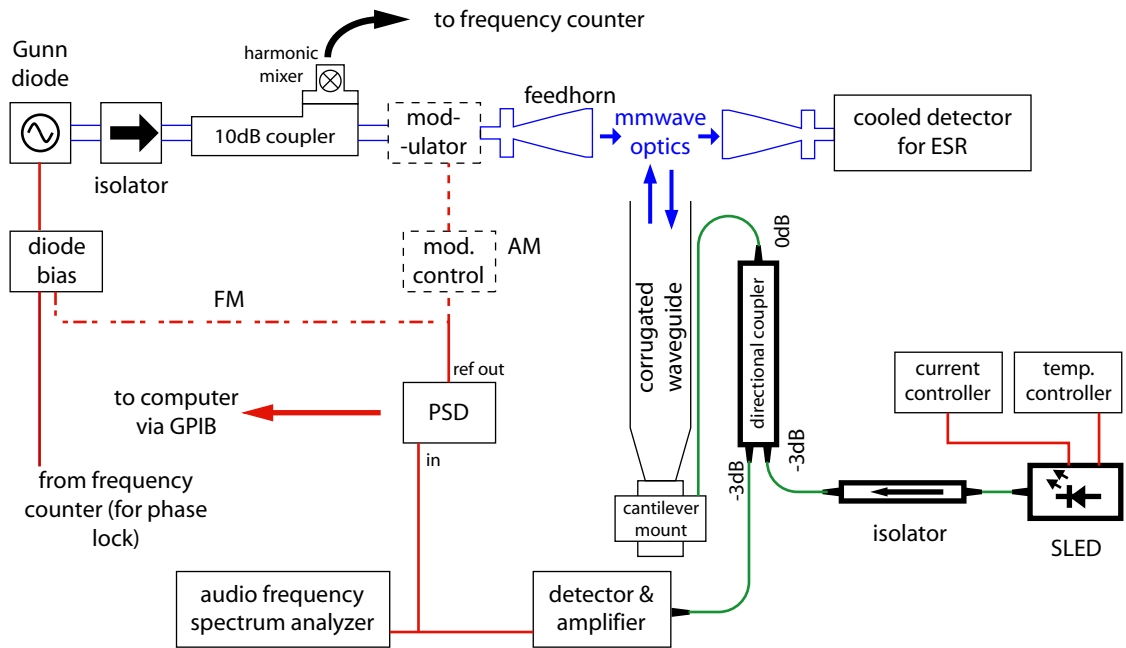 to frequency counter
Gunn
diode
harmonic
mixer
10dB coupler
mod-
-ulator
feedhorn
mmwave
optics
cooled detector
for ESR
isolator
diode
bias
mod.
control
AM
FM
0dB
corrugated
waveguide
directional coupler
current
controller
temp.
controller
ref out
PSD
in
to computer
via GPIB
from frequency
counter (for phase
lock)
-3dB
-3dB
cantilever
mount
isolator
SLED
audio frequency
spectrum analyzer
detector &
amplifier